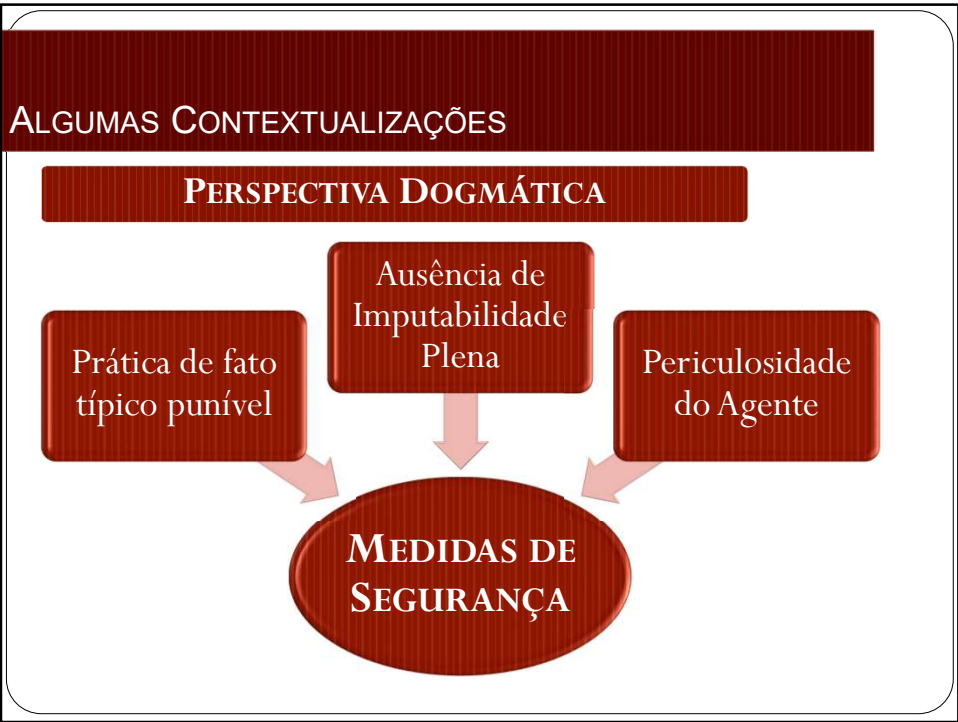 ALGUMAS CONTEXTUALIZAÇÕES
PERSPECTIVA DOGMÁTICA
Prática de fato
típico punível
Ausência de
Imputabilidade
Plena
Periculosidade
do Agente
MEDIDAS DE
SEGURANÇA